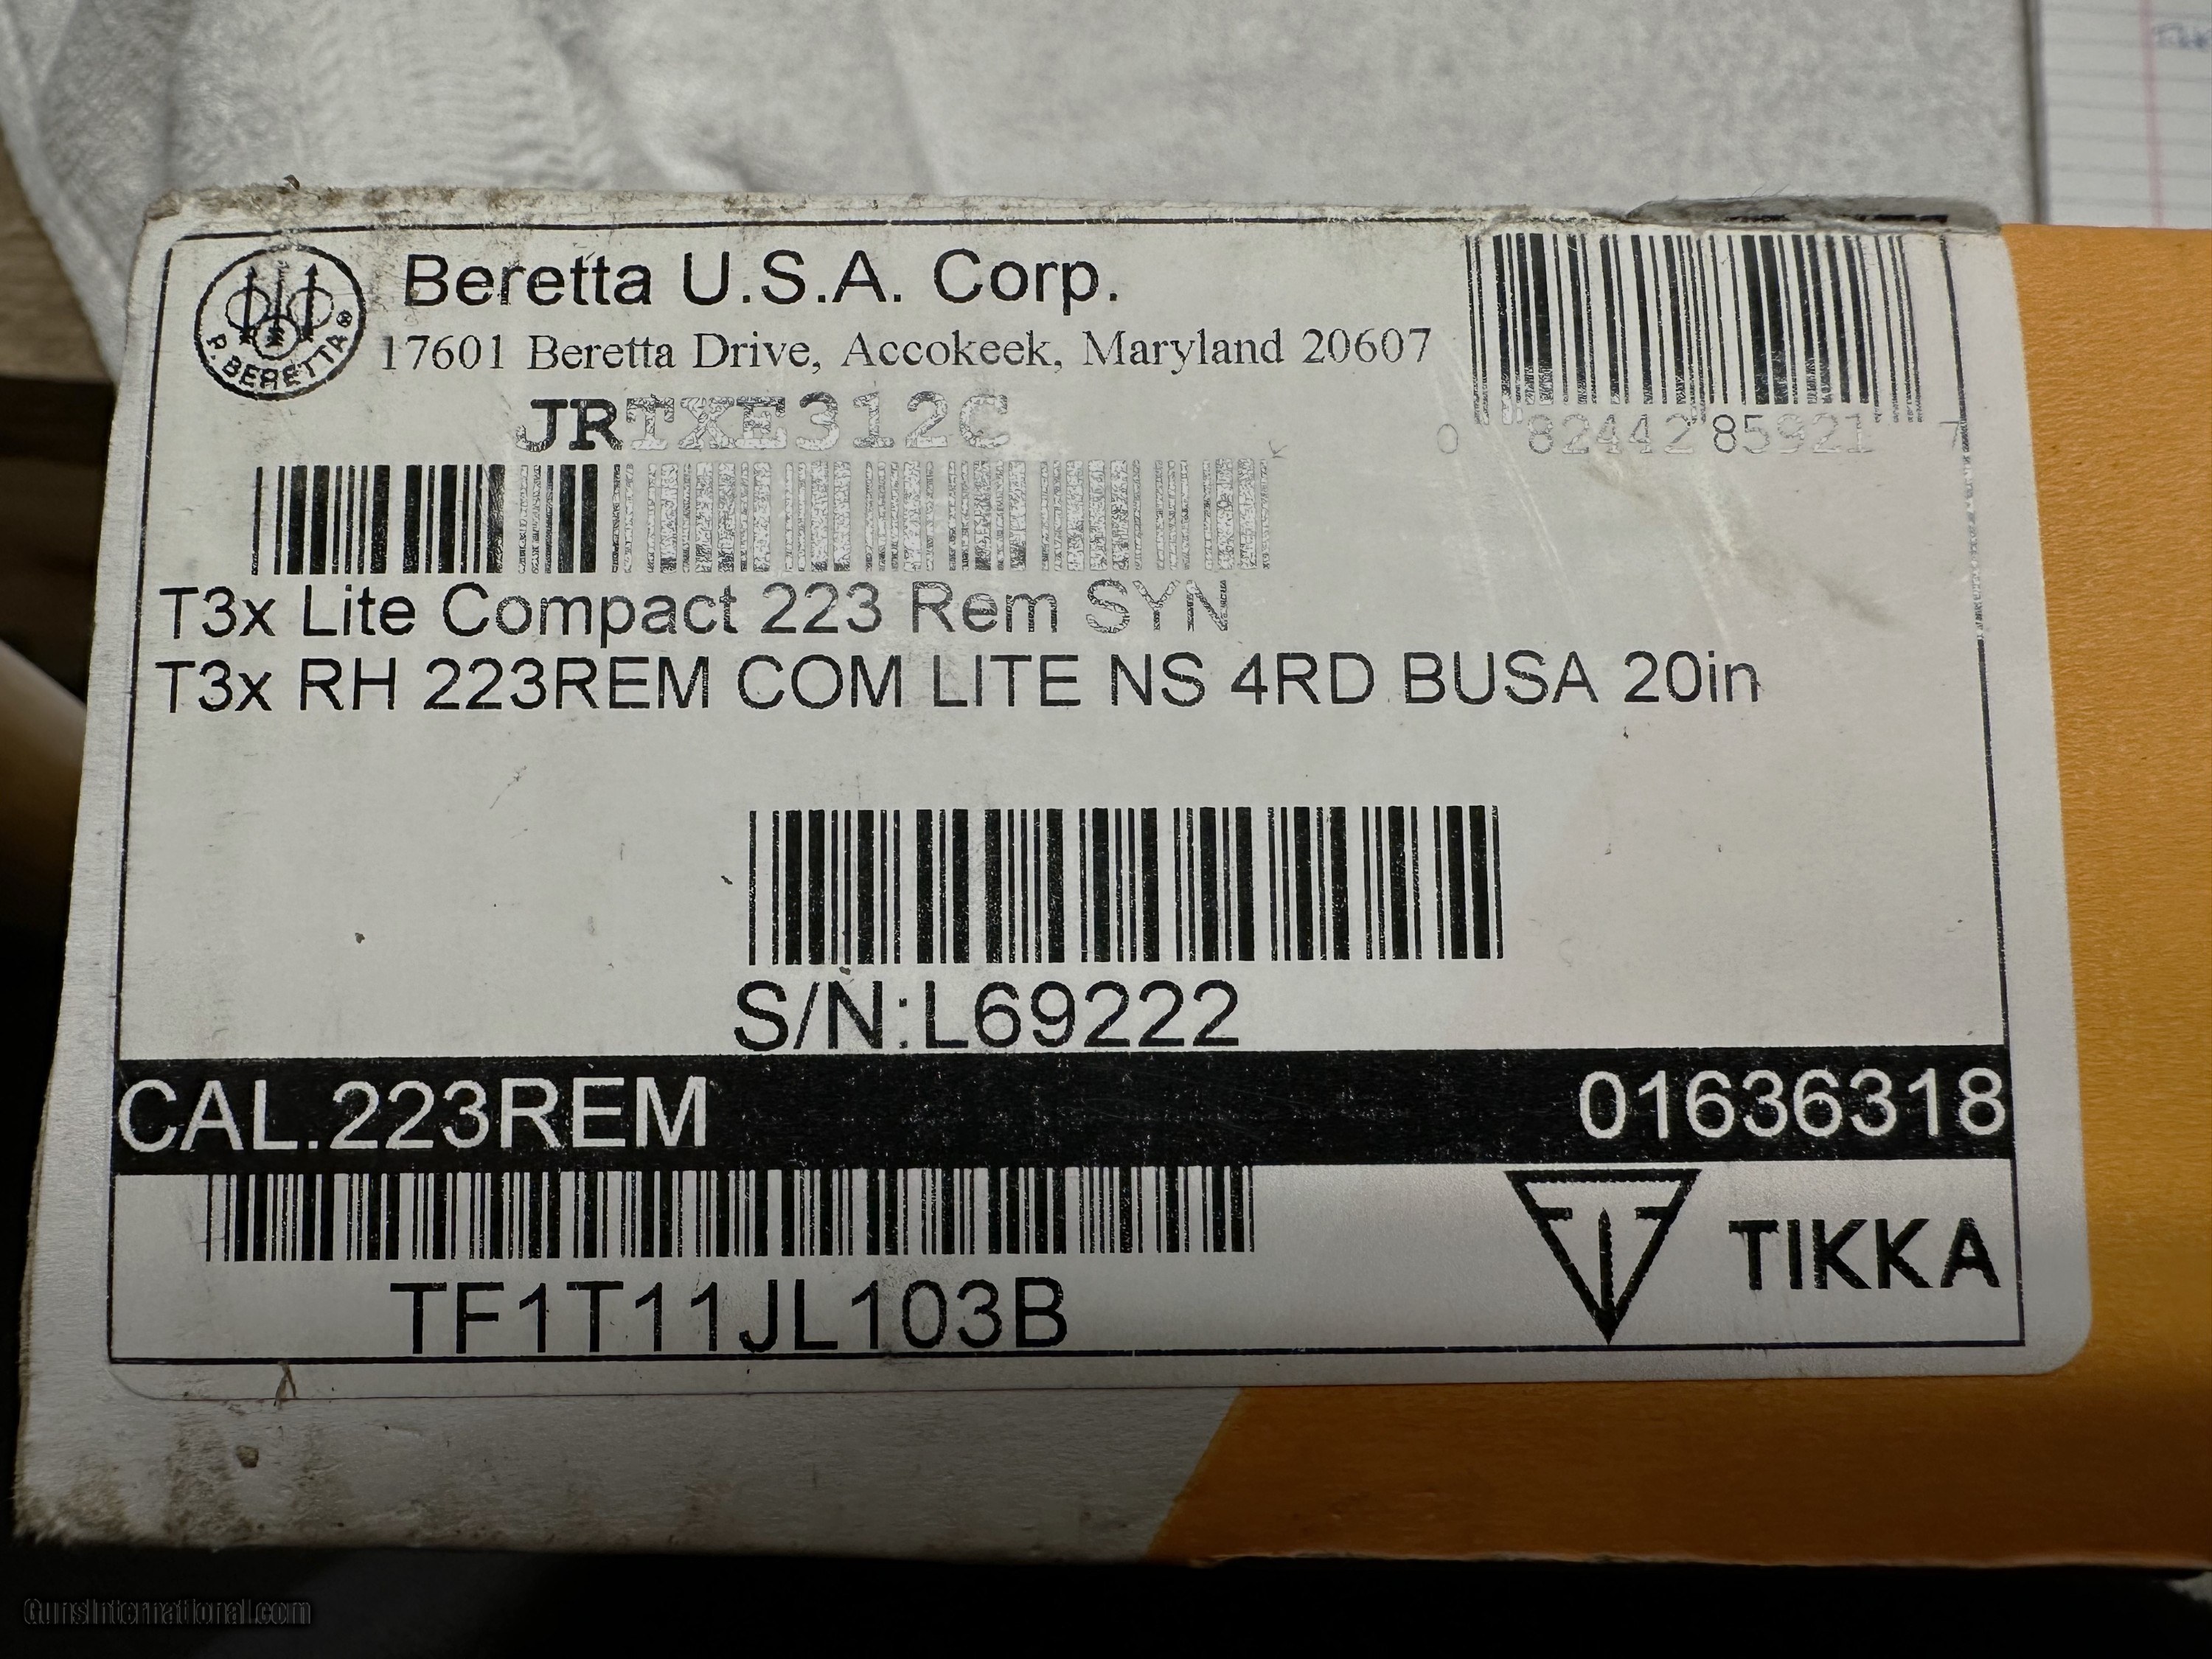 Beretta U.S.A. Corp.
P. BERETTA ®
17601 Beretta Drive, Accokeek, Maryland 20607
JRTXE312C
0 82442 85921 7
T3x Lite Compact 223 Rem SYN
T3x RH 223REM COM LITE NS 4RD BUSA 20in
S/N:L69222
CAL.223REM 01636318
TF1T11JL103B
TIKKA
GunsInternational.com